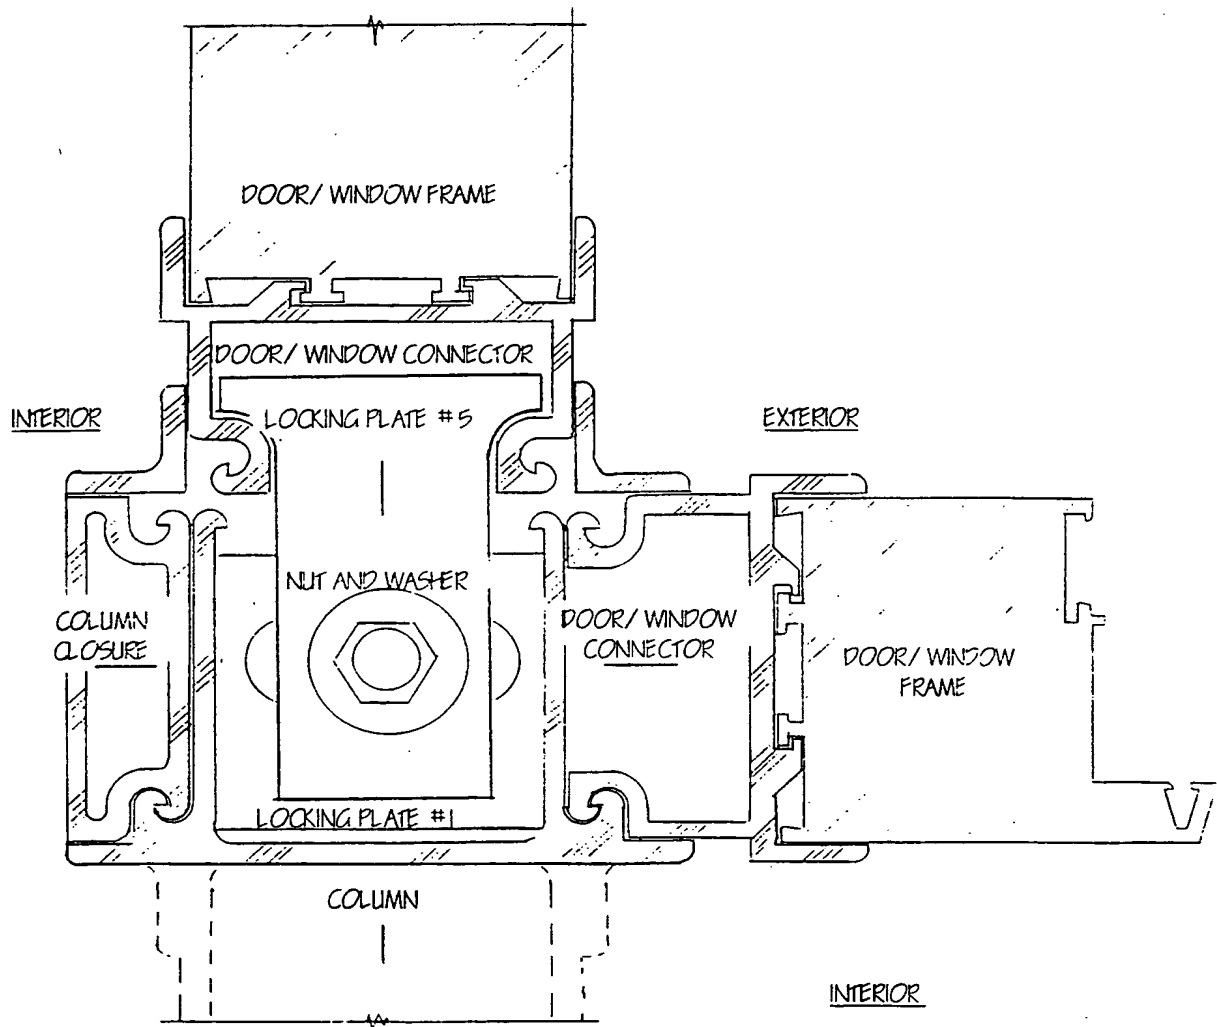 DOOR/ WINDOW FRAME
DOOR/ WINDOW CONNECTOR
INTERIOR
LOCKING PLATE #5
EXTERIOR
NUT AND WASHER
COLUMN
CLOSURE
DOOR/ WINDOW
CONNECTOR
DOOR/ WINDOW
FRAME
LOCKING PLATE #1
COLUMN
INTERIOR